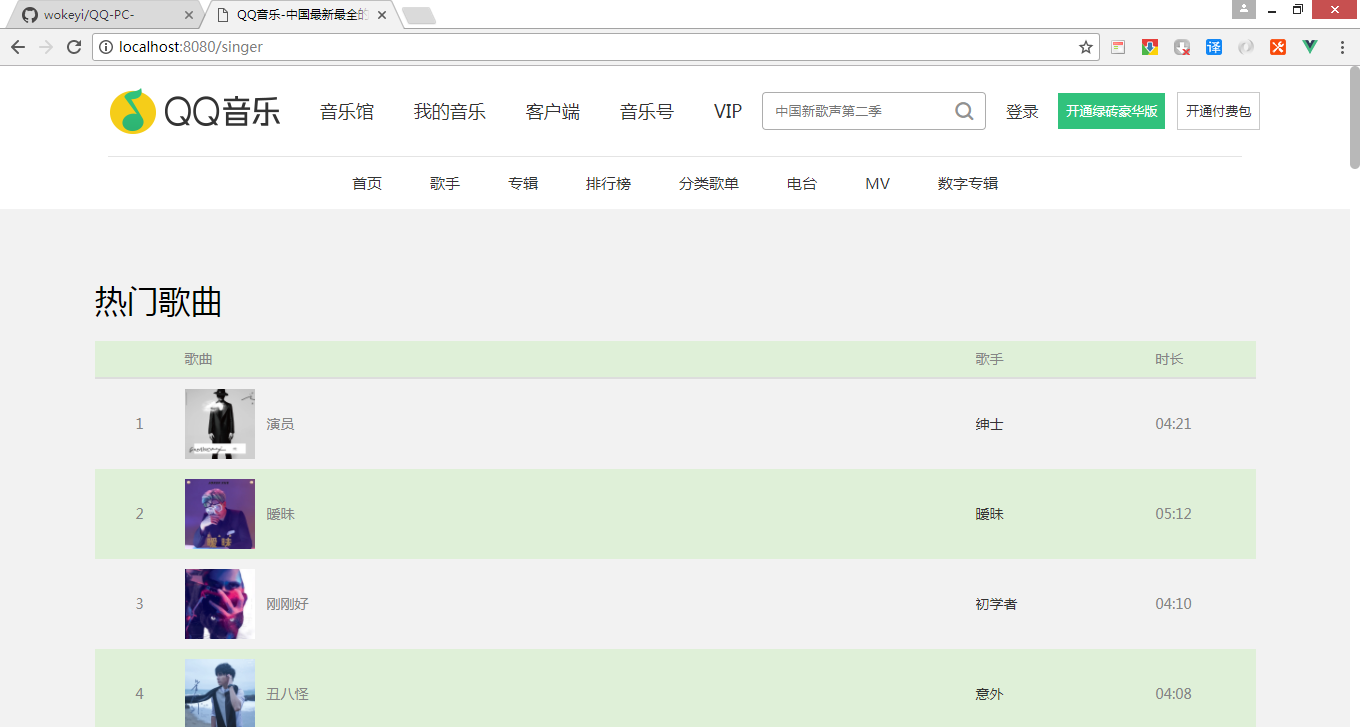 wokeyi/QQ-PC-
QQ音乐-中国最新最全的
localhost:8080/singer
译
QQ音乐 音乐馆 我的音乐 客户端 音乐号 VIP 中国新歌声第二季 登录 开通绿砖豪华版 开通付费包
首页 歌手 专辑 排行榜 分类歌单 电台 MV 数字专辑
热门歌曲
歌曲 歌手 时长
1 演员 绅士 04:21
2 暧昧 暧昧 05:12
3 刚刚好 初学者 04:10
4 丑八怪 意外 04:08